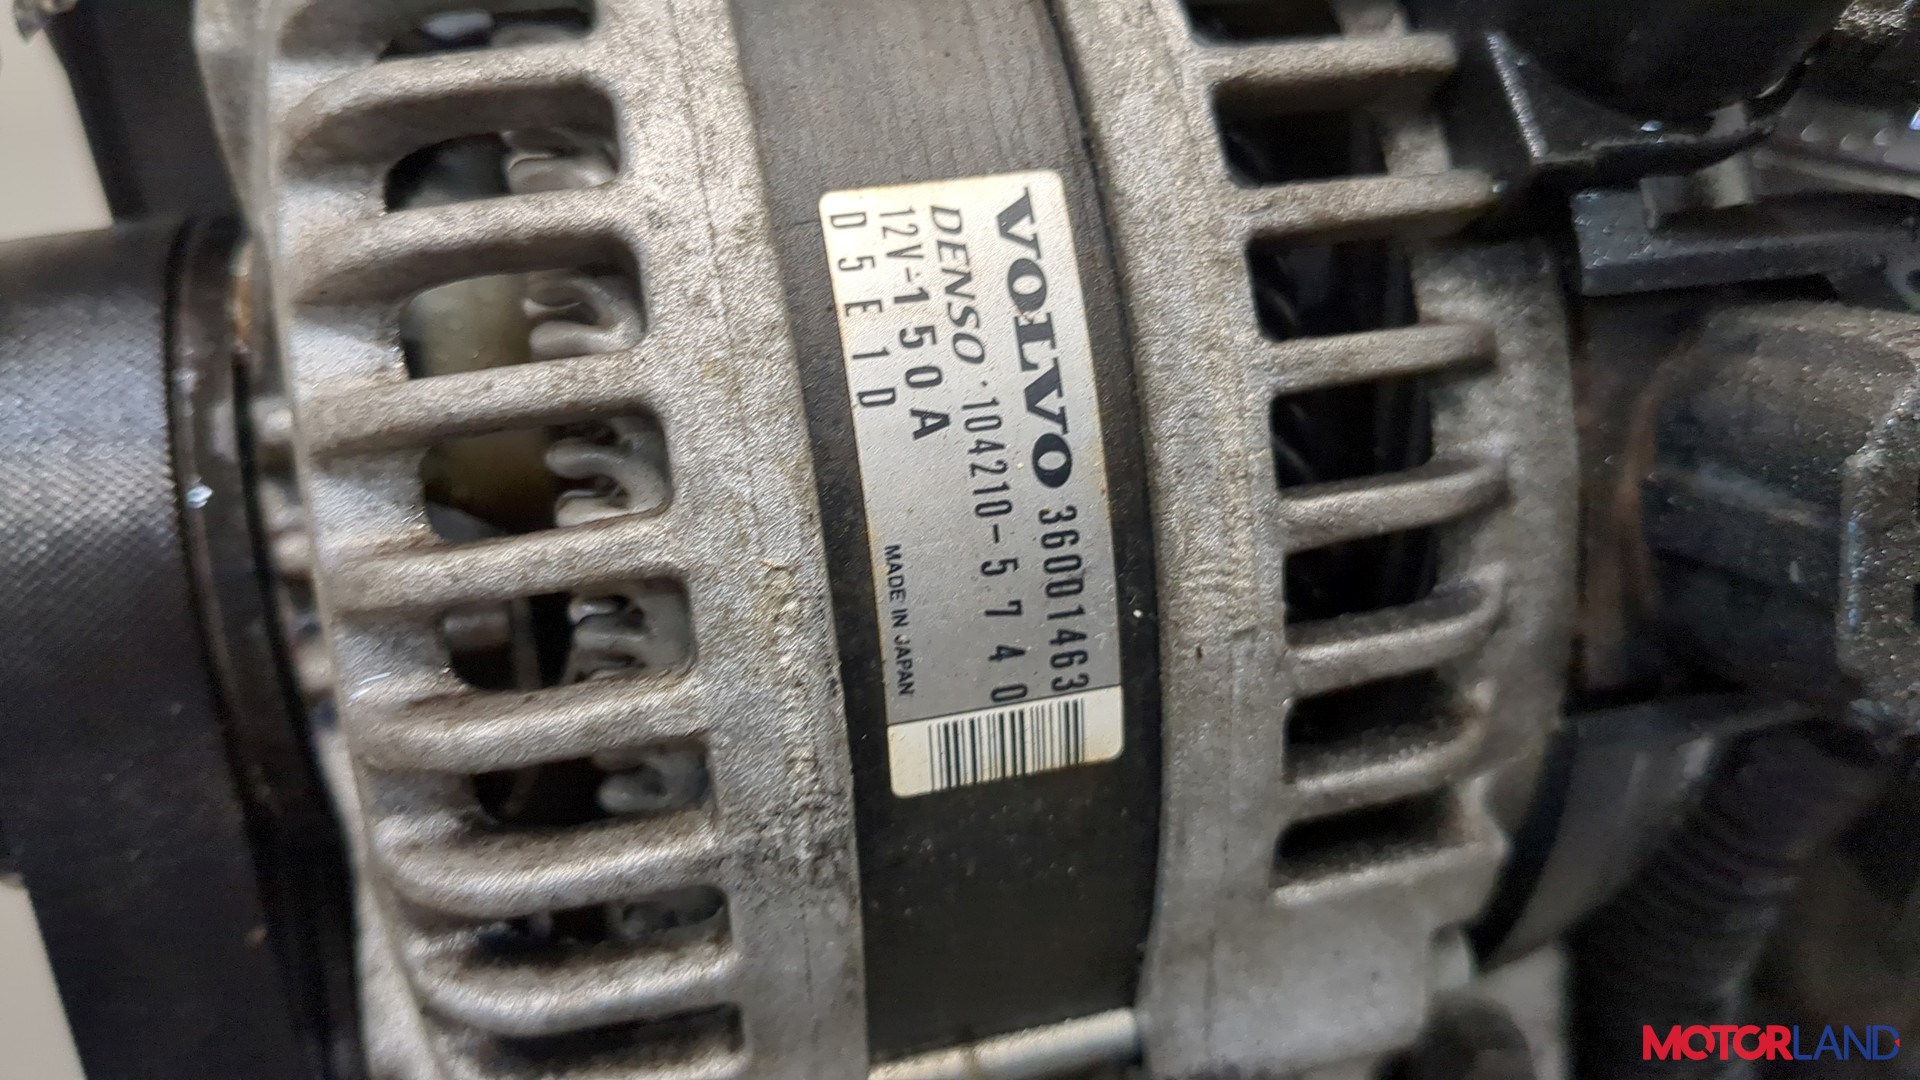 VOLVO 36001463
DENSO 104210-5740
12V-150A
D5E1D
MADE IN JAPAN
MOTORLAND